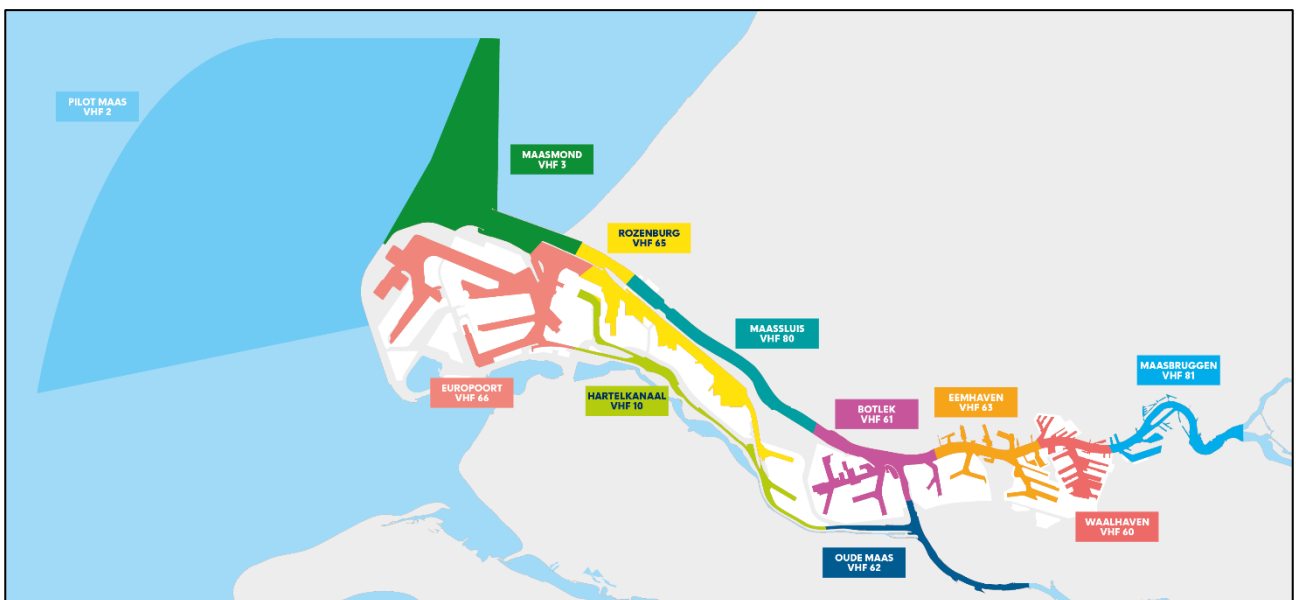 PILOT MAAS
VHF 2
MAASMOND
VHF 3
ROZENBURG
VHF 65
MAASSLUIS
VHF 80
MAASBRUGGEN
VHF 81
EUROPOORT
VHF 66
HARTELKANAAL
VHF 10
BOTLEK
VHF 61
EEMHAVEN
VHF 63
WAALHAVEN
VHF 60
OUDE MAAS
VHF 62